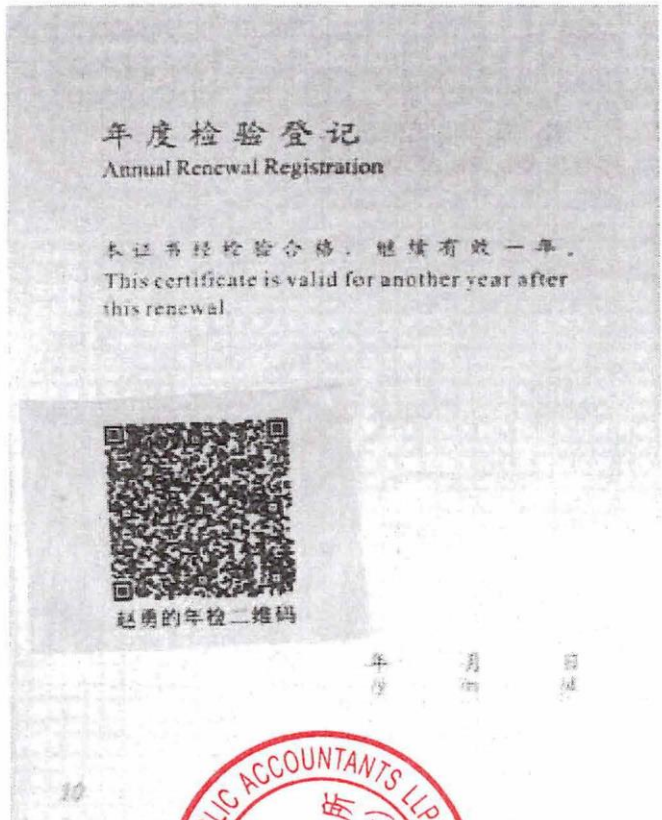 年度检验登记
Annual Renewal Registration
本证书经检验合格，继续有效一年。
This certificate is valid for another year after
this renewal
赵勇的年检二维码
年 月 日
/y /m /d
10
ACCOUNTANTS LLP
所